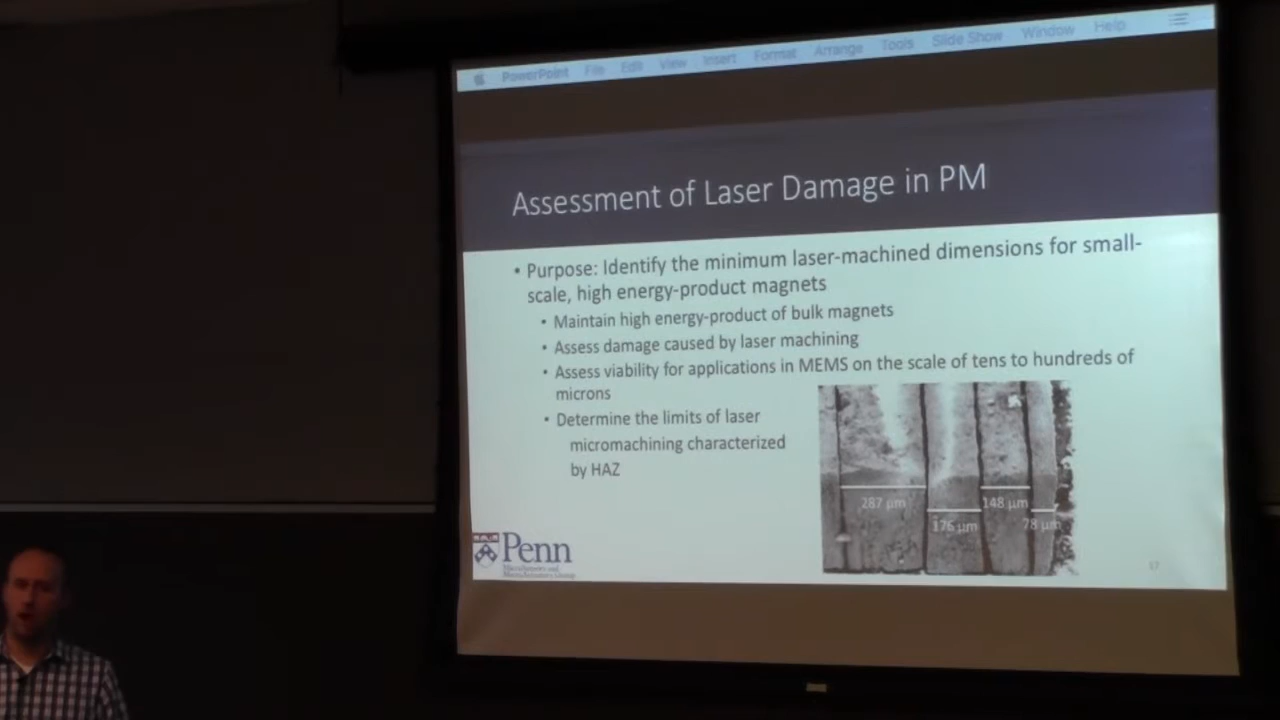 PowerPoint File Edit View Insert Format Arrange Tools Slide Show Window Help
Assessment of Laser Damage in PM
• Purpose: Identify the minimum laser-machined dimensions for small-
scale, high energy-product magnets
• Maintain high energy-product of bulk magnets
• Assess damage caused by laser machining
• Assess viability for applications in MEMS on the scale of tens to hundreds of
microns
• Determine the limits of laser
micromachining characterized
by HAZ
287 µm
148 µm
176 µm
78 µm
Penn
17